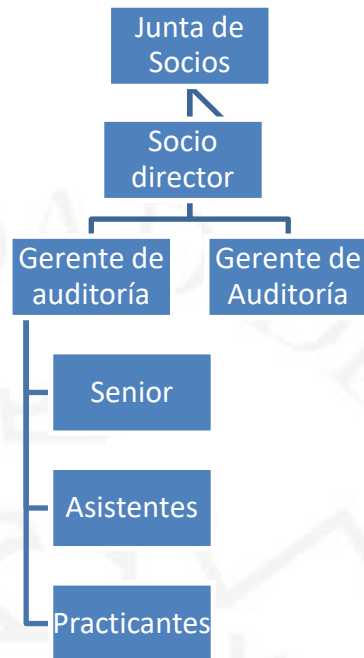 Junta de
Socios
Socio
director
Gerente de
auditoría
Gerente de
Auditoría
Senior
Asistentes
Practicantes